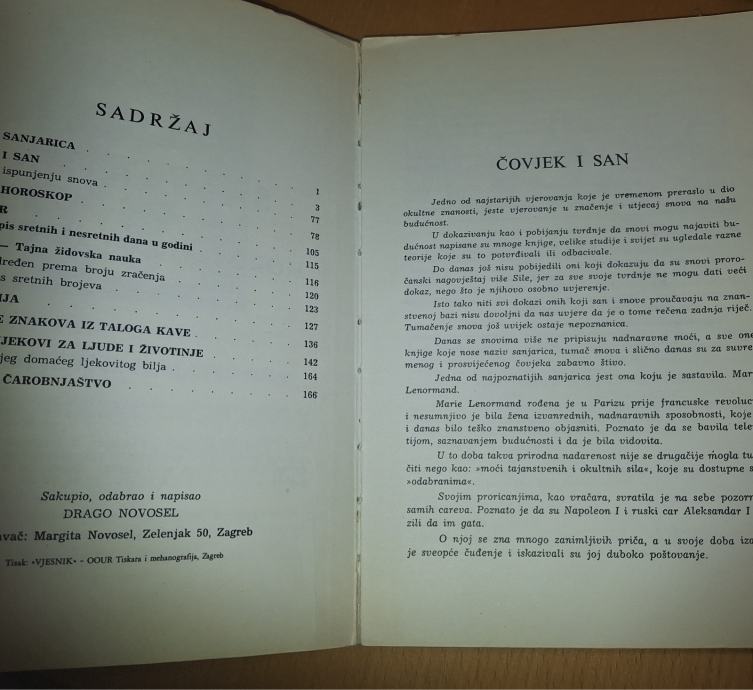 SADRŽAJ
SANJARICA
I SAN
ispunjenju snova . 1
HOROSKOP 3
R 77
pis sretnih i nesretnih dana u godini 78
— Tajna židovska nauka 105
dređen prema broju zračenja 115
s sretnih brojeva 116
IJA 120
123
E ZNAKOVA IZ TALOGA KAVE . 127
IJEKOVI ZA LJUDE I ŽIVOTINJE 136
jeg domaćeg ljekovitog bilja 142
ČAROBNJAŠTVO 164
166
Sakupio, odabrao i napisao
DRAGO NOVOSEL
avač: Margita Novosel, Zelenjak 50, Zagreb
Tisak: »VJESNIK« - OOUR Tiskara i mehanografija, Zagreb
ČOVJEK I SAN
Jedno od najstarijih vjerovanja koje je vremenom preraslo u dio
okultne znanosti, jeste vjerovanje u značenje i utjecaj snova na našu
budućnost.
U dokazivanju kao i pobijanju tvrdnje da snovi mogu najaviti bu-
dućnost napisane su mnoge knjige, velike studije i svijet su ugledale razne
teorije koje su to potvrđivali ili odbacivale.
Do danas još nisu pobijedili oni koji dokazuju da su snovi proro-
čanski nagovještaj više Sile, jer za sve svoje tvrdnje ne mogu dati veći
dokaz, nego što je njihovo osobno uvjerenje.
Isto tako niti svi dokazi onih koji san i snove proučavaju na znan-
stvenoj bazi nisu dovoljni da nas uvjere da je o tome rečena zadnja riječ.
Tumačenje snova još uvijek ostaje nepoznanica.
Danas se snovima više ne pripisuju nadnaravne moći, a sve one
knjige koje nose naziv sanjarica, tumač snova i slično danas su za suvre
menog i prosvijećenog čovjeka zabavno štivo.
Jedna od najpoznatijih sanjarica jest ona koju je sastavila. Mar
Lenormand.
Marie Lenormand rođena je u Parizu prije francuske revoluc
i nesumnjivo je bila žena izvanrednih, nadnaravnih sposobnosti, koje
i danas bilo teško znanstveno objasniti. Poznato je da se bavila tele
tijom, saznavanjem budućnosti i da je bila vidovita.
U to doba takva prirodna nadarenost nije se drugačije mogla tu
čiti nego kao: »moći tajanstvenih i okultnih sila«, koje su dostupne s
»odabranima«.
Svojim proricanjima, kao vračara, svratila je na sebe pozorn
samih careva. Poznato je da su Napoleon I i ruski car Aleksandar I
zili da im gata.
O njoj se zna mnogo zanimljivih priča, a u svoje doba iza
je sveopće čuđenje i iskazivali su joj duboko poštovanje.